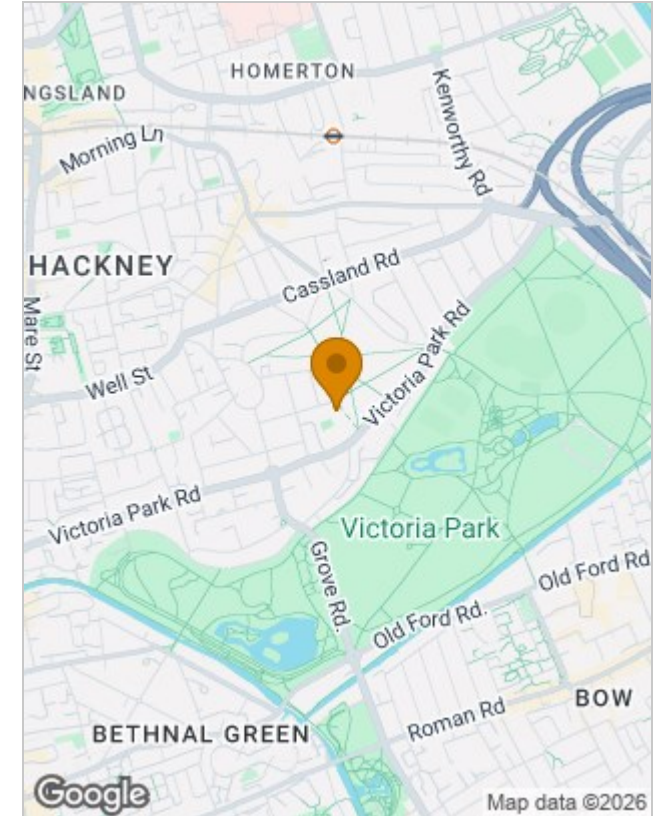 HOMERTON
NGSLAND
Kenworthy Rd
Morning Ln
HACKNEY
Cassland Rd
Mare St
Victoria Park Rd
Well St
Victoria Park Rd
Victoria Park
Grove Rd.
Old Ford Rd
Old Ford Rd.
BOW
Roman Rd
BETHNAL GREEN
Google
Map data ©2026